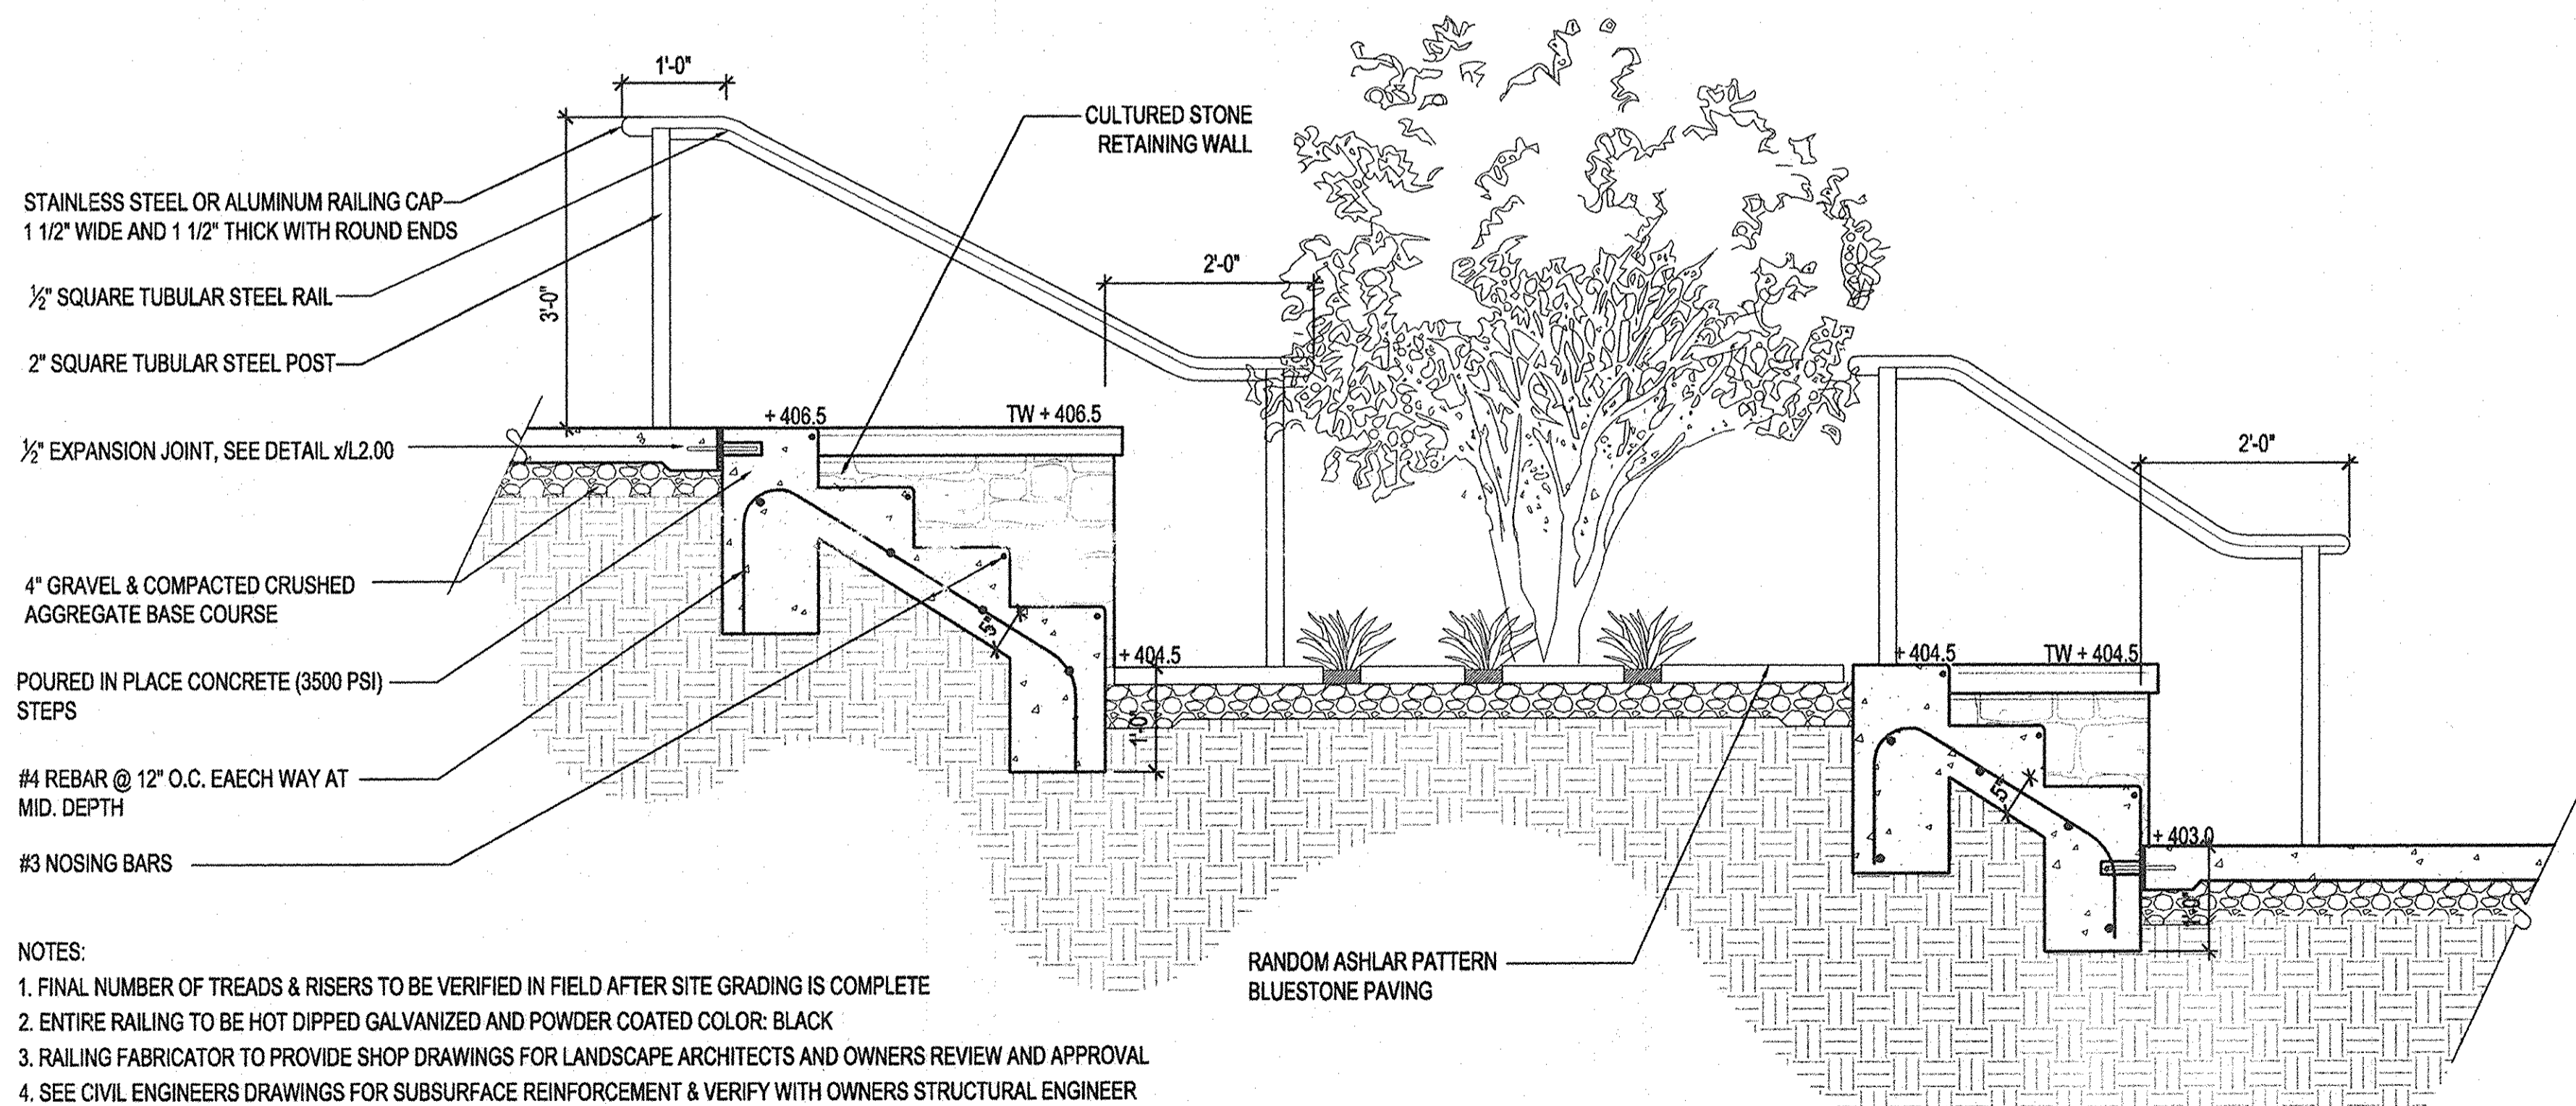 1'-0"
CULTURED STONE
RETAINING WALL
STAINLESS STEEL OR ALUMINUM RAILING CAP
1 1/2" WIDE AND 1 1/2" THICK WITH ROUND ENDS
2'-0"
½" SQUARE TUBULAR STEEL RAIL
3'-0"
2" SQUARE TUBULAR STEEL POST
+ 406.5
TW + 406.5
½" EXPANSION JOINT, SEE DETAIL x/L2.00
2'-0"
4" GRAVEL & COMPACTED CRUSHED
AGGREGATE BASE COURSE
5"
+ 404.5
+ 404.5
TW + 404.5
POURED IN PLACE CONCRETE (3500 PSI)
STEPS
1'-0"
#4 REBAR @ 12" O.C. EAECH WAY AT
MID. DEPTH
5"
+ 403.0
#3 NOSING BARS
1'-0"
RANDOM ASHLAR PATTERN
BLUESTONE PAVING
NOTES:
1. FINAL NUMBER OF TREADS & RISERS TO BE VERIFIED IN FIELD AFTER SITE GRADING IS COMPLETE
2. ENTIRE RAILING TO BE HOT DIPPED GALVANIZED AND POWDER COATED COLOR: BLACK
3. RAILING FABRICATOR TO PROVIDE SHOP DRAWINGS FOR LANDSCAPE ARCHITECTS AND OWNERS REVIEW AND APPROVAL
4. SEE CIVIL ENGINEERS DRAWINGS FOR SUBSURFACE REINFORCEMENT & VERIFY WITH OWNERS STRUCTURAL ENGINEER